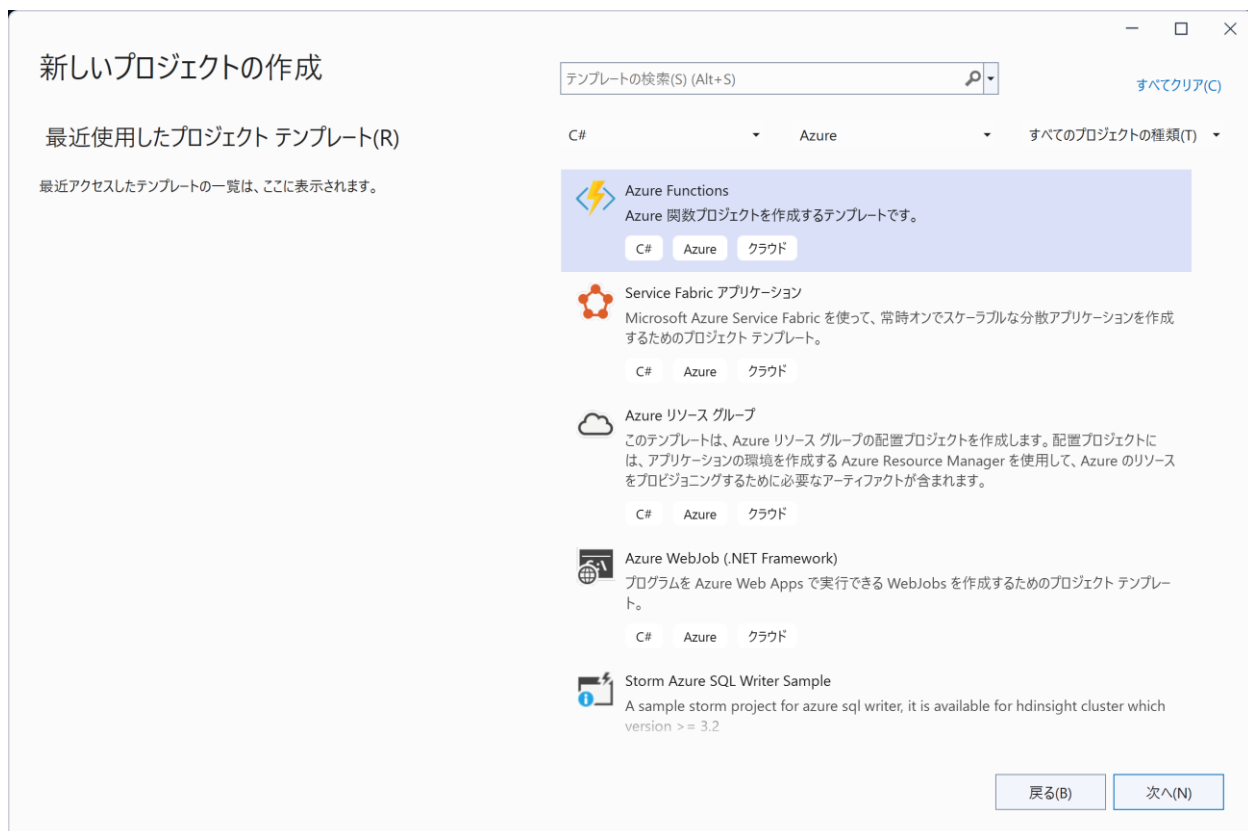 新しいプロジェクトの作成
テンプレートの検索(S) (Alt+S)
すべてクリア(C)
最近使用したプロジェクト テンプレート(R)
最近アクセスしたテンプレートの一覧は、ここに表示されます。
C#
Azure
すべてのプロジェクトの種類(T)
Azure Functions
Azure 関数プロジェクトを作成するテンプレートです。
C# Azure クラウド
Service Fabric アプリケーション
Microsoft Azure Service Fabric を使って、常時オンでスケーラブルな分散アプリケーションを作成
するためのプロジェクト テンプレート。
C# Azure クラウド
Azure リソース グループ
このテンプレートは、Azure リソース グループの配置プロジェクトを作成します。配置プロジェクトに
は、アプリケーションの環境を作成する Azure Resource Manager を使用して、Azure のリソース
をプロビジョニングするために必要なアーティファクトが含まれます。
C# Azure クラウド
Azure WebJob (.NET Framework)
プログラムを Azure Web Apps で実行できる WebJobs を作成するためのプロジェクト テンプレー
ト。
C# Azure クラウド
Storm Azure SQL Writer Sample
A sample storm project for azure sql writer, it is available for hdinsight cluster which
version >= 3.2
戻る(B)
次へ(N)